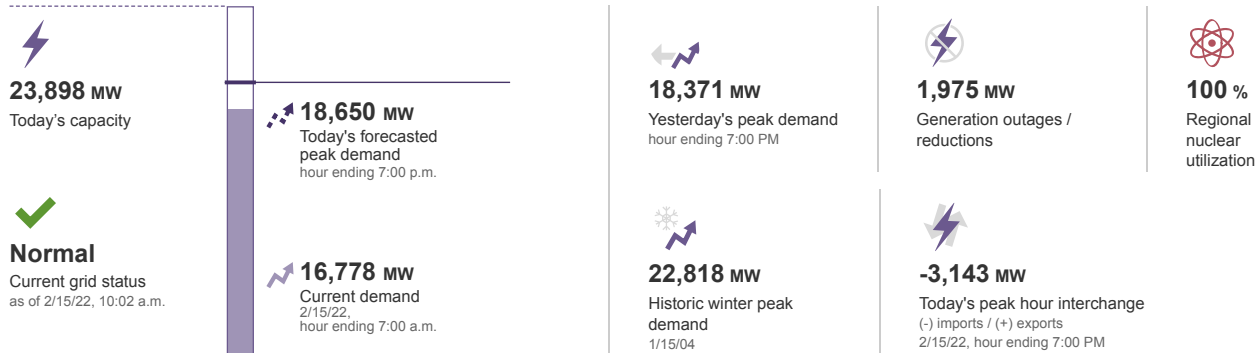 23,898 MW
Today's capacity
Normal
Current grid status
as of 2/15/22, 10:02 a.m.
18,650 MW
Today's forecasted
peak demand
hour ending 7:00 p.m.
16,778 MW
Current demand
2/15/22,
hour ending 7:00 a.m.
18,371 MW
Yesterday's peak demand
hour ending 7:00 PM
1,975 MW
Generation outages /
reductions
100 %
Regional
nuclear
utilization
22,818 MW
Historic winter peak
demand
1/15/04
-3,143 MW
Today's peak hour interchange
(-) imports / (+) exports
2/15/22, hour ending 7:00 PM